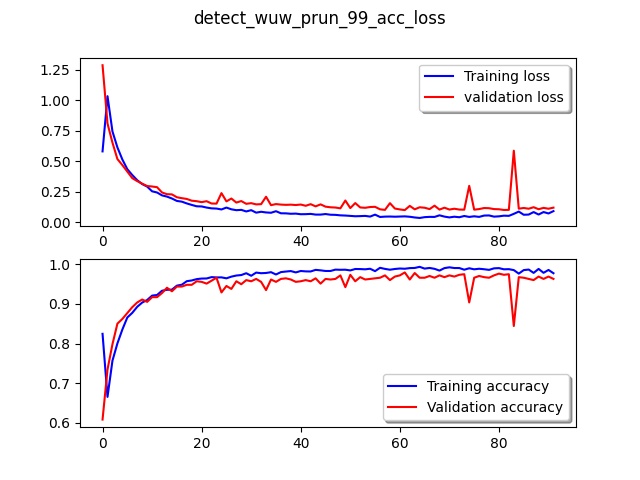 detect_wuw_prun_99_acc_loss
1.25
1.00
0.75
0.50
0.25
0.00
Training loss
validation loss
0 20 40 60 80
1.0
0.9
0.8
0.7
0.6
Training accuracy
Validation accuracy
0 20 40 60 80